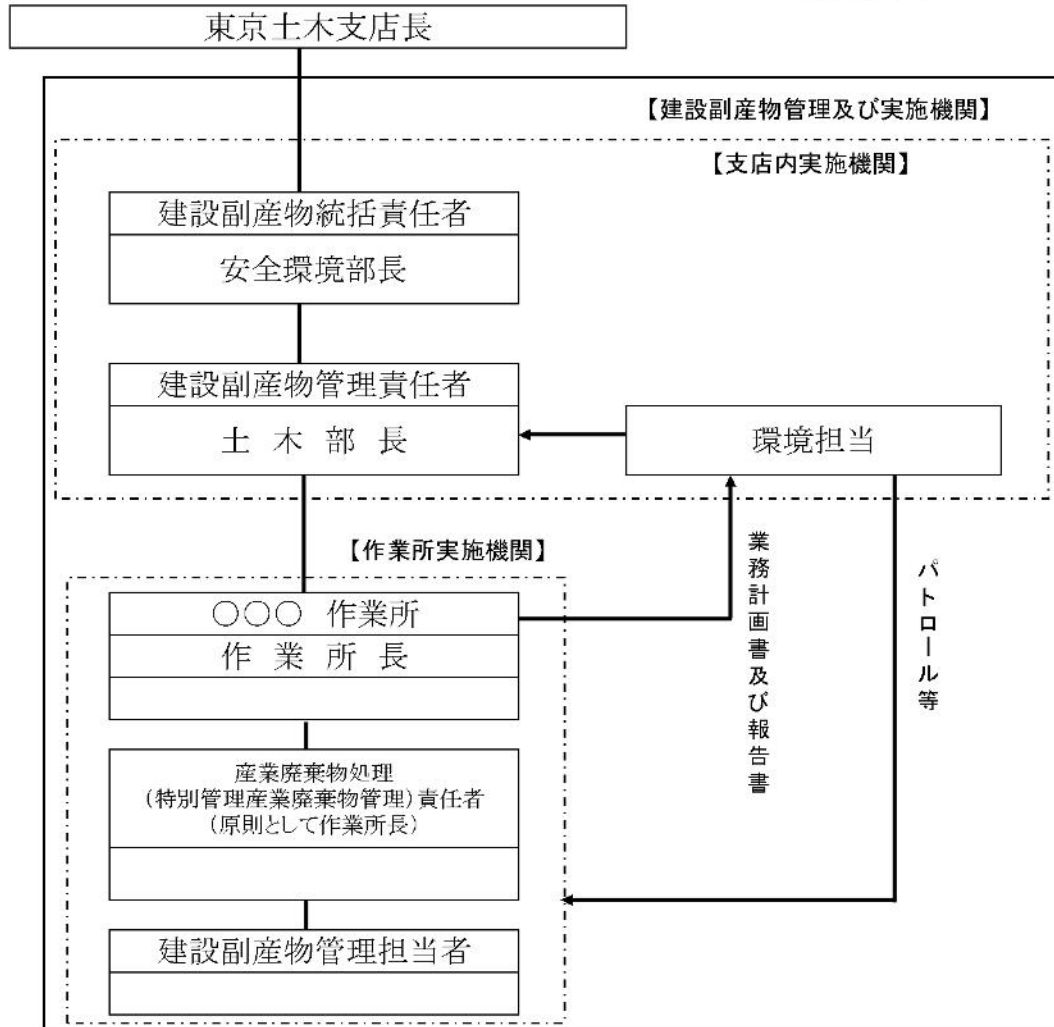 東京土木支店長
【建設副産物管理及び実施機関】
【支店内実施機関】
建設副産物統括責任者
安全環境部長
建設副産物管理責任者
土 木 部 長
環境担当
【作業所実施機関】
〇〇〇 作業所
作 業 所 長
業務計画書及び報告書
パトロール等
産業廃棄物処理
(特別管理産業廃棄物管理)責任者
(原則として作業所長)
建設副産物管理担当者